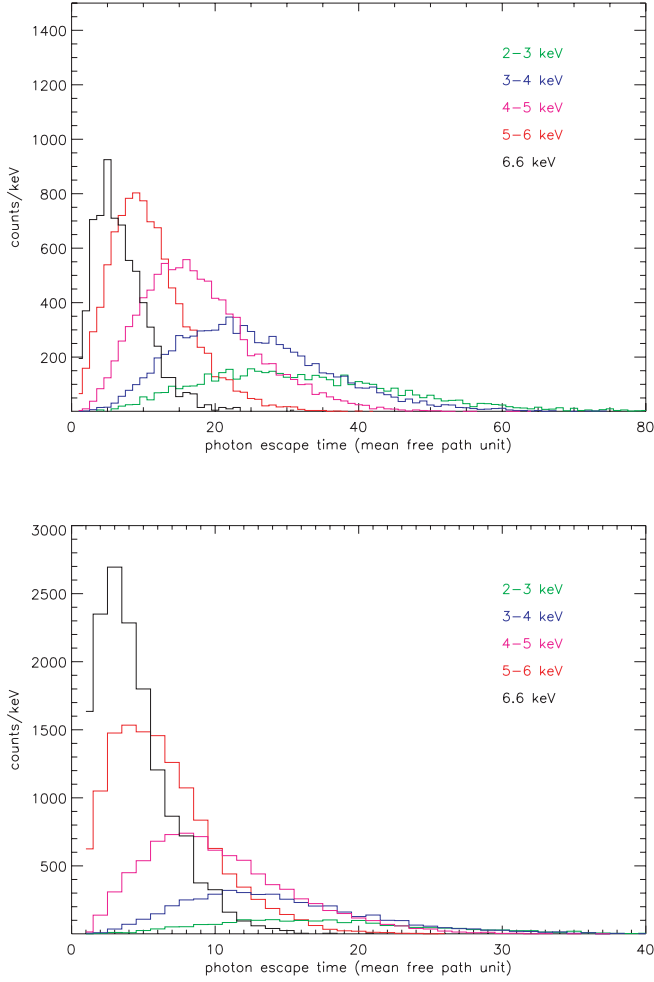 1400
1200
1000
800
600
400
200
counts/keV
2-3 keV
3-4 keV
4-5 keV
5-6 keV
6.6 keV
0 20 40 60 80
photon escape time (mean free path unit)
3000
2500
2000
1500
1000
500
counts/keV
2-3 keV
3-4 keV
4-5 keV
5-6 keV
6.6 keV
0 10 20 30 40
photon escape time (mean free path unit)